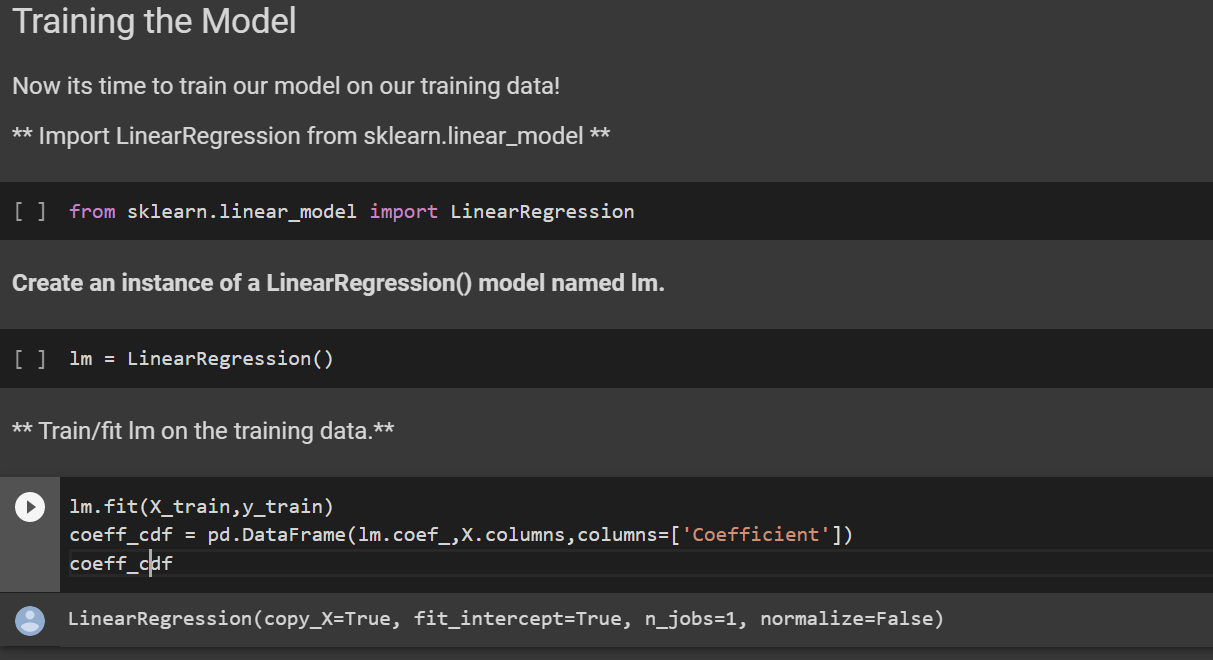 Training the Model
Now its time to train our model on our training data!
** Import LinearRegression from sklearn.linear_model **
[ ] from sklearn.linear_model import LinearRegression
Create an instance of a LinearRegression() model named lm.
[ ] lm = LinearRegression()
** Train/fit lm on the training data.**
lm.fit(X_train,y_train)
coeff_cdf = pd.DataFrame(lm.coef_,X.columns,columns=['Coefficient'])
coeff_cdf
LinearRegression(copy_X=True, fit_intercept=True, n_jobs=1, normalize=False)